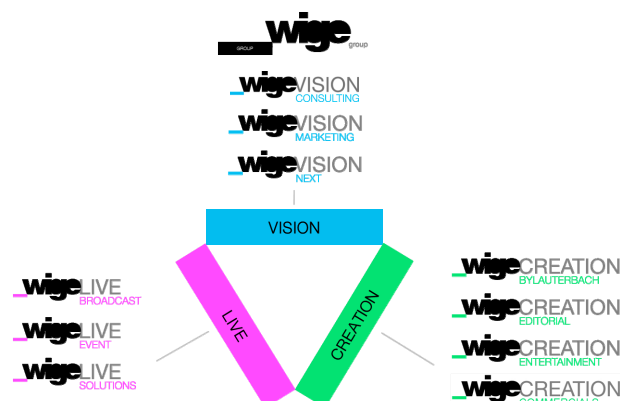 wige
GROUP
group
wigeVISION
CONSULTING
wigeVISION
MARKETING
wigeVISION
NEXT
VISION
LIVE
CREATION
wigeLIVE
BROADCAST
wigeLIVE
EVENT
wigeLIVE
SOLUTIONS
wigeCREATION
BYLAUTERBACH
wigeCREATION
EDITORIAL
wigeCREATION
ENTERTAINMENT
wigeCREATION
COMMERCIALS